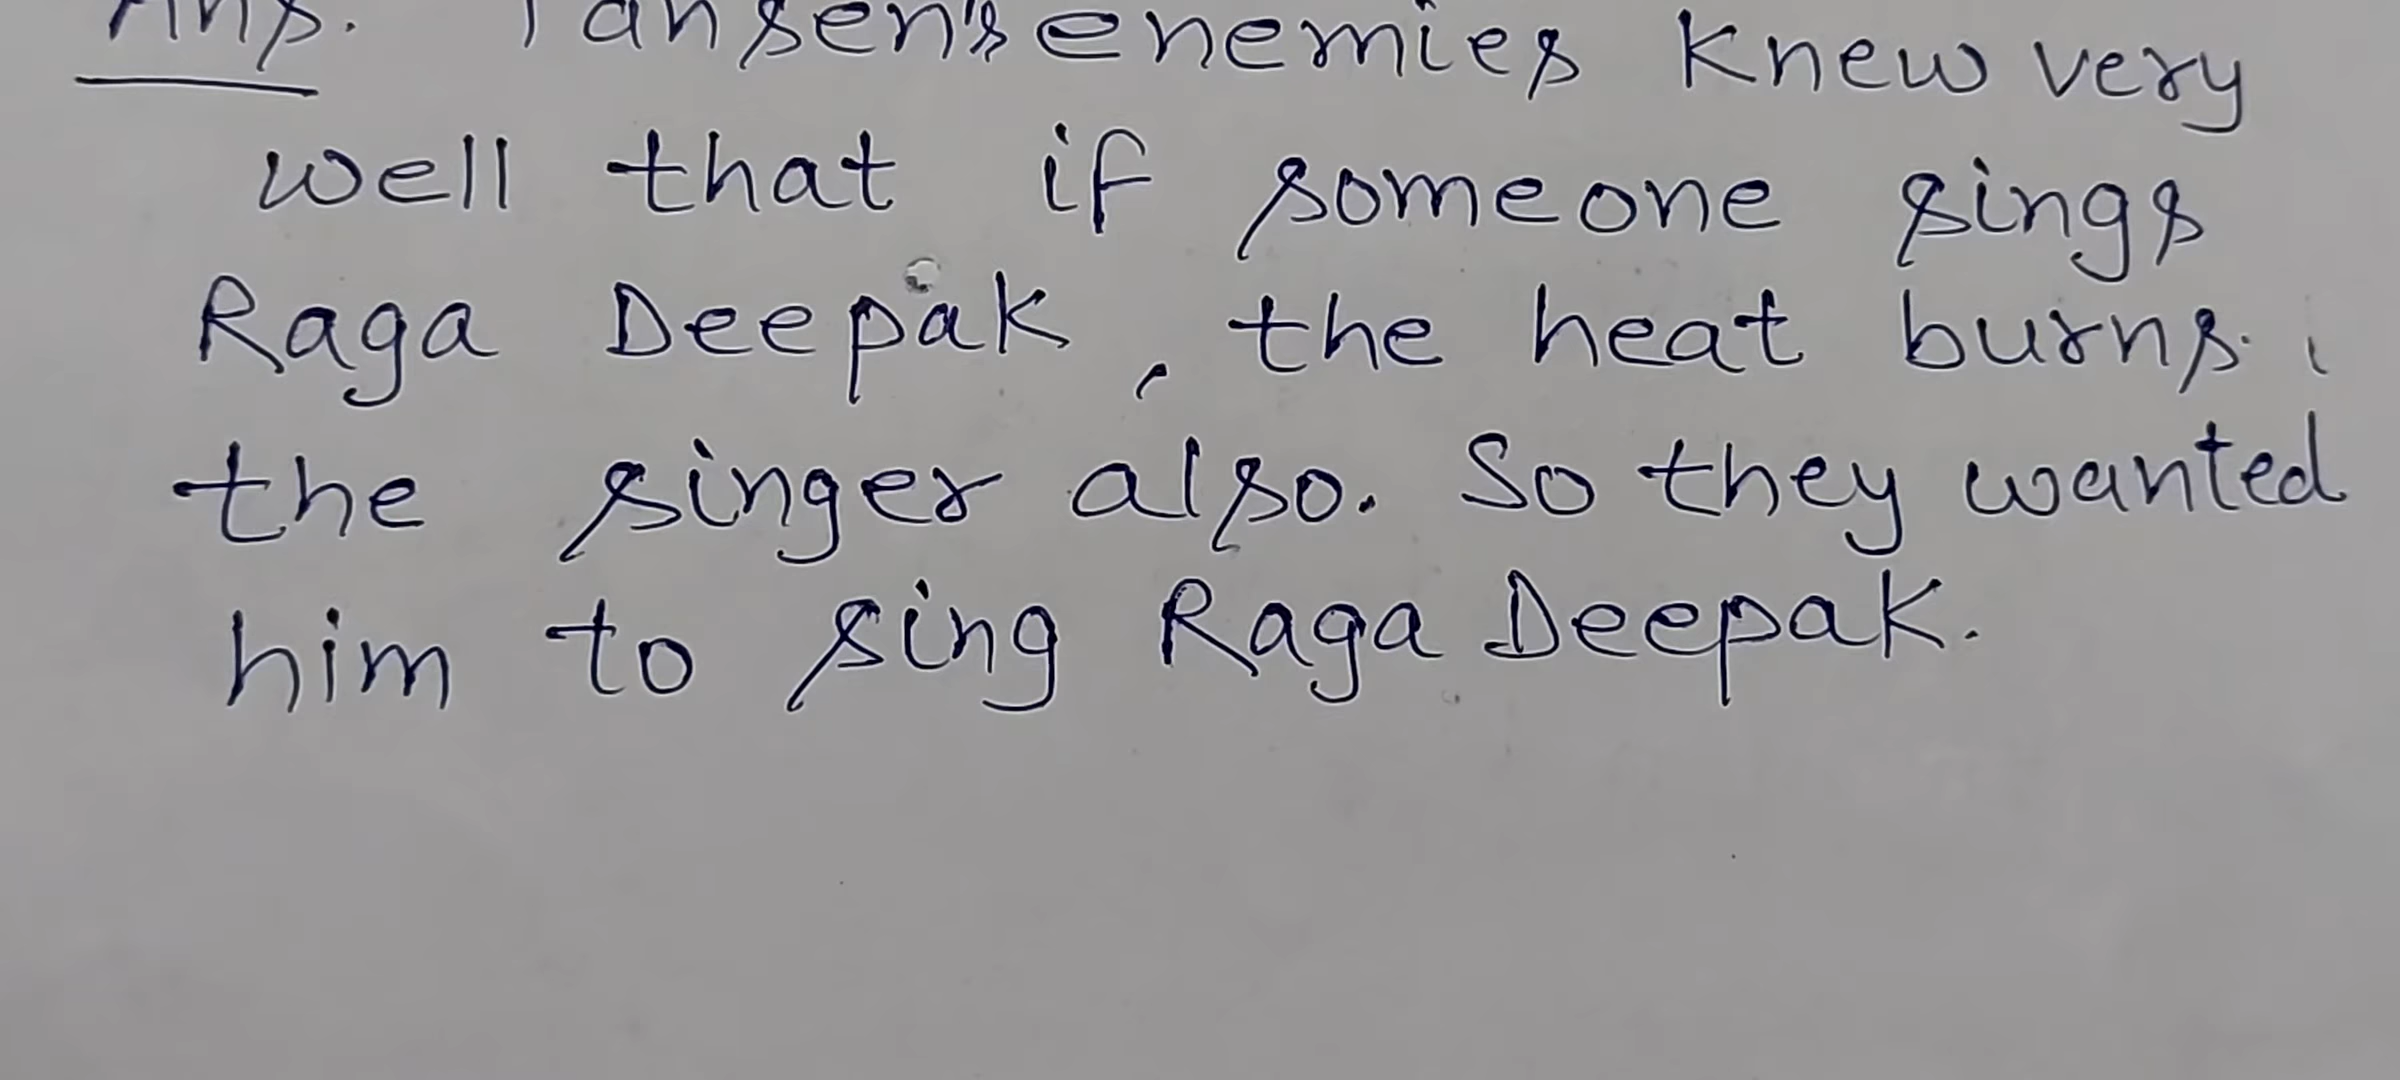 Ans. Tansen's enemies knew very
well that if someone sings
Raga Deepak, the heat burns
the singer also. So they wanted
him to sing Raga Deepak.